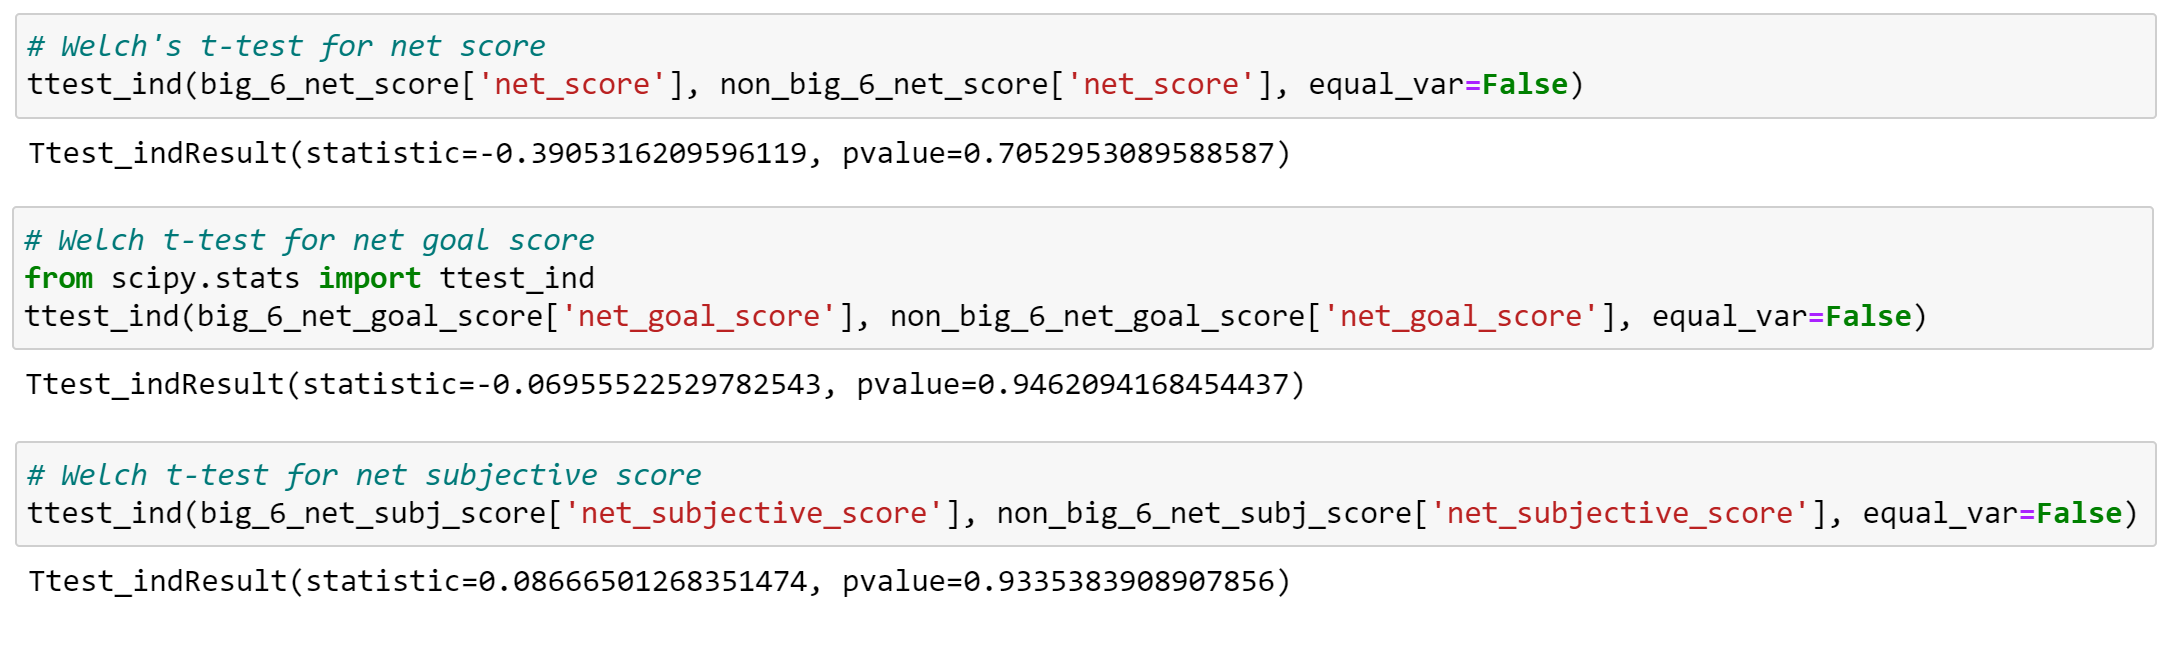 # Welch's t-test for net score
ttest_ind(big_6_net_score['net_score'], non_big_6_net_score['net_score'], equal_var=False)
Ttest_indResult(statistic=-0.3905316209596119, pvalue=0.7052953089588587)
# Welch t-test for net goal score
from scipy.stats import ttest_ind
ttest_ind(big_6_net_goal_score['net_goal_score'], non_big_6_net_goal_score['net_goal_score'], equal_var=False)
Ttest_indResult(statistic=-0.06955522529782543, pvalue=0.9462094168454437)
# Welch t-test for net subjective score
ttest_ind(big_6_net_subj_score['net_subjective_score'], non_big_6_net_subj_score['net_subjective_score'], equal_var=False)
Ttest_indResult(statistic=0.08666501268351474, pvalue=0.9335383908907856)